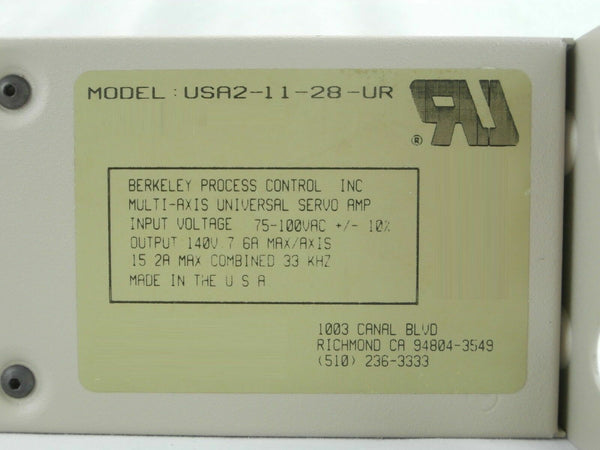 MODEL: USA2-11-28-UR
®
BERKELEY PROCESS CONTROL INC
MULTI-AXIS UNIVERSAL SERVO AMP
INPUT VOLTAGE 75-100VAC +/- 10%
OUTPUT 140V 7 6A MAX/AXIS
15 2A MAX COMBINED 33 KHZ
MADE IN THE U S A
1003 CANAL BLVD
RICHMOND CA 94804-3549
(510) 236-3333